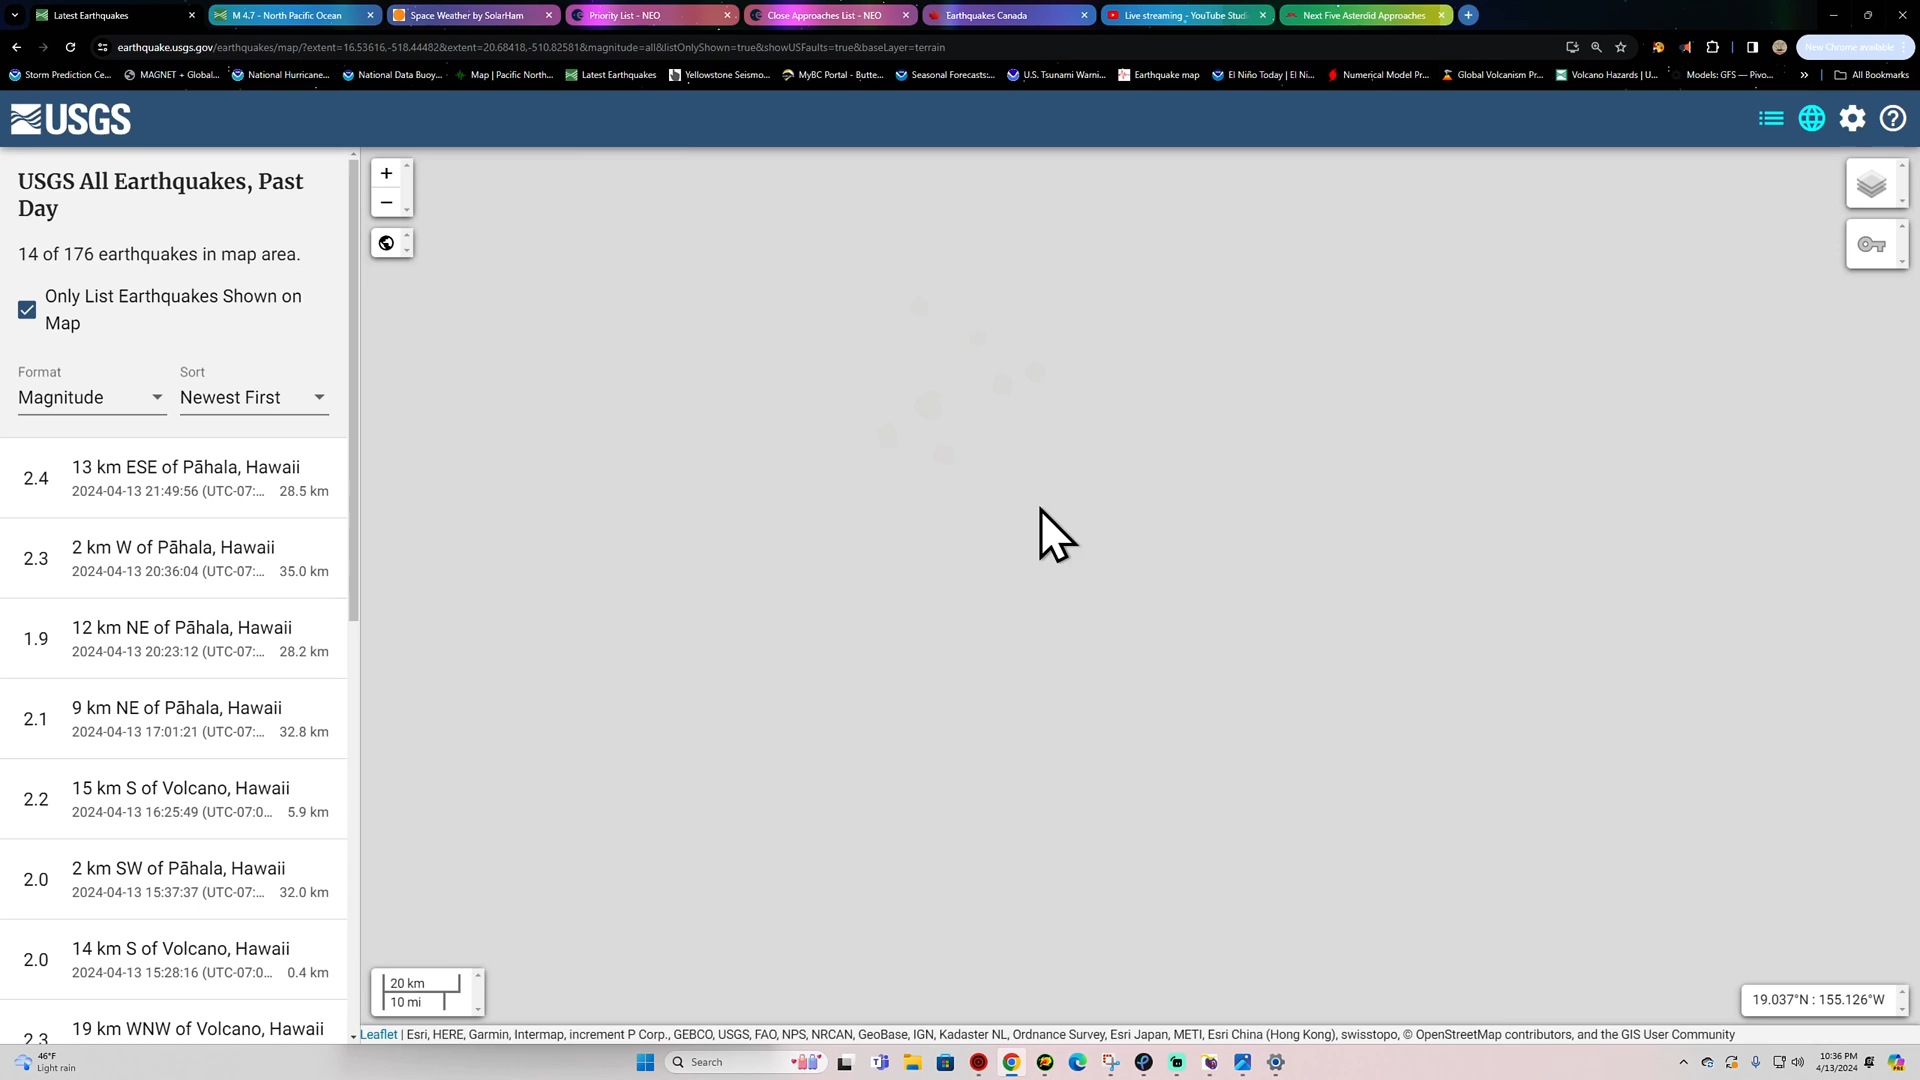 Latest Earthquakes
M 4.7 - North Pacific Ocean
Space Weather by SolarHam
Priority List - NEO
Close Approaches List - NEO
Earthquakes Canada
Live streaming - YouTube Stud
Next Five Asteroid Approaches
earthquake.usgs.gov/earthquakes/map/?extent=16.53616,-518.44482&extent=20.68418,-510.82581&magnitude=all&listOnlyShown=true&showUSFaults=true&baseLayer=terrain
New Chrome available
Storm Prediction Ce...
MAGNET + Global...
National Hurricane...
National Data Buoy...
Map | Pacific North...
Latest Earthquakes
Yellowstone Seismo...
MyBC Portal - Butte...
Seasonal Forecasts:...
U.S. Tsunami Warni...
Earthquake map
El Niño Today | El Ni...
Numerical Model Pr...
Global Volcanism Pr...
Volcano Hazards | U...
Models: GFS — Pivo...
All Bookmarks
USGS
USGS All Earthquakes, Past
Day
14 of 176 earthquakes in map area.
Only List Earthquakes Shown on
Map
Format
Sort
Magnitude
Newest First
2.4
13 km ESE of Pāhala, Hawaii
2024-04-13 21:49:56 (UTC-07:...
28.5 km
2.3
2 km W of Pāhala, Hawaii
2024-04-13 20:36:04 (UTC-07:...
35.0 km
1.9
12 km NE of Pāhala, Hawaii
2024-04-13 20:23:12 (UTC-07:...
28.2 km
2.1
9 km NE of Pāhala, Hawaii
2024-04-13 17:01:21 (UTC-07:...
32.8 km
2.2
15 km S of Volcano, Hawaii
2024-04-13 16:25:49 (UTC-07:0...
5.9 km
2.0
2 km SW of Pāhala, Hawaii
2024-04-13 15:37:37 (UTC-07:...
32.0 km
2.0
14 km S of Volcano, Hawaii
2024-04-13 15:28:16 (UTC-07:0...
0.4 km
2.3
19 km WNW of Volcano, Hawaii
20 km
10 mi
19.037°N : 155.126°W
Leaflet | Esri, HERE, Garmin, Intermap, increment P Corp., GEBCO, USGS, FAO, NPS, NRCAN, GeoBase, IGN, Kadaster NL, Ordnance Survey, Esri Japan, METI, Esri China (Hong Kong), swisstopo, © OpenStreetMap contributors, and the GIS User Community
46°F
Light rain
Search
10:36 PM
4/13/2024